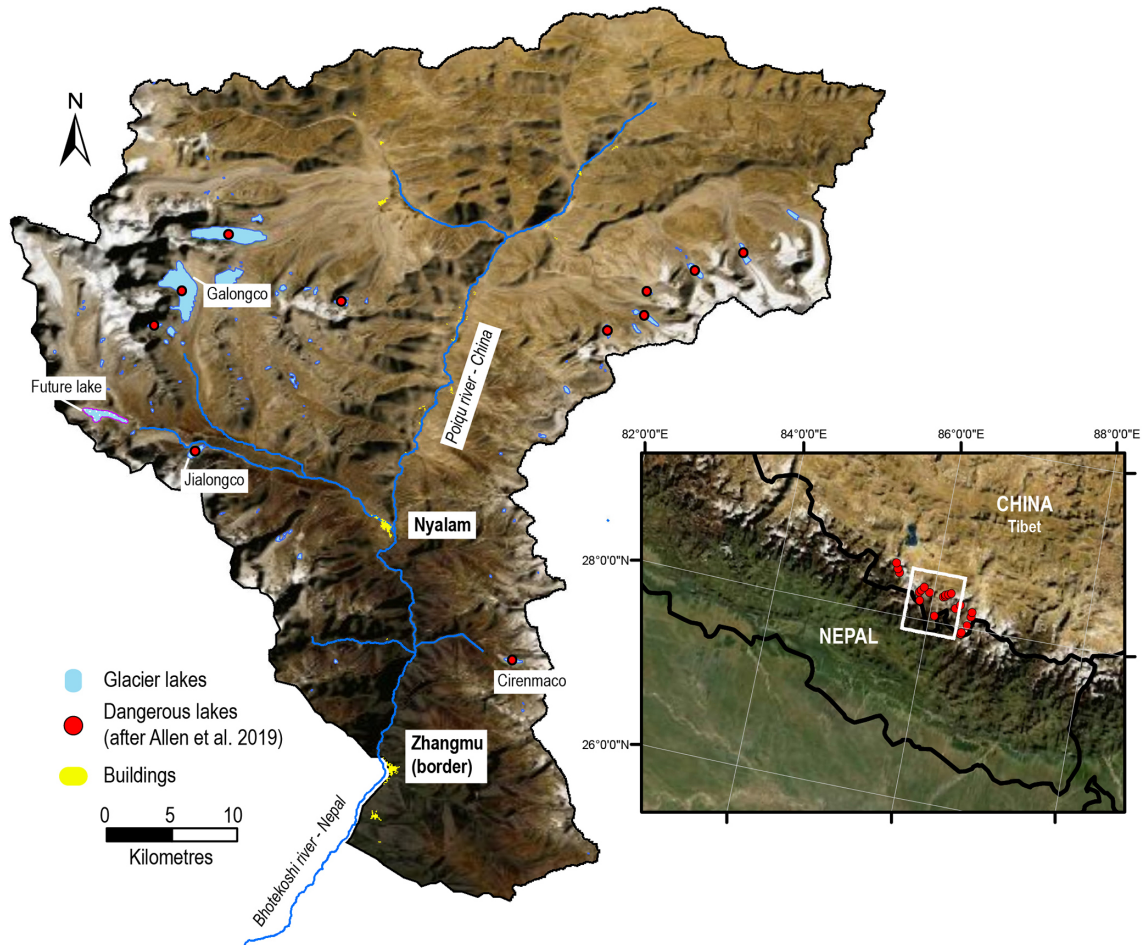 N
Galongco
Future lake
Poiqu river - China
Jialongco
Nyalam
Cirenmaco
Zhangmu
(border)
Bhotekoshi river - Nepal
Glacier lakes
Dangerous lakes
(after Allen et al. 2019)
Buildings
0 5 10
Kilometres
82°0'0"E 84°0'0"E 86°0'0"E 88°0'0"E
CHINA
Tibet
28°0'0"N
NEPAL
26°0'0"N